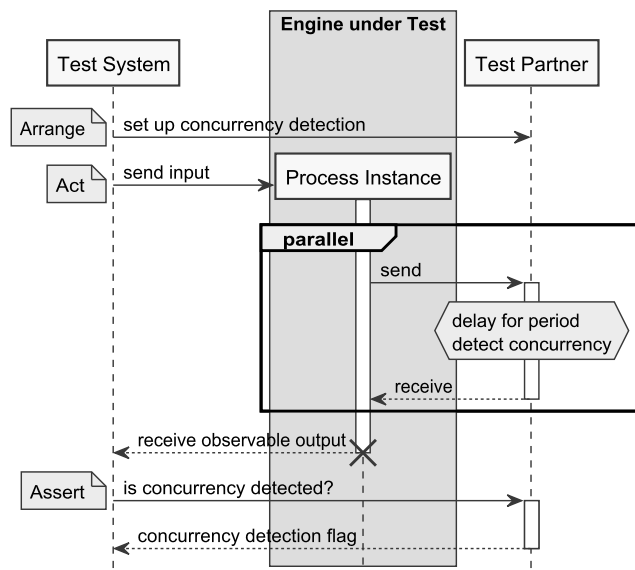 Engine under Test
Test System
Test Partner
Arrange
set up concurrency detection
Act
send input
Process Instance
parallel
send
delay for period
detect concurrency
receive
receive observable output
Assert
is concurrency detected?
concurrency detection flag